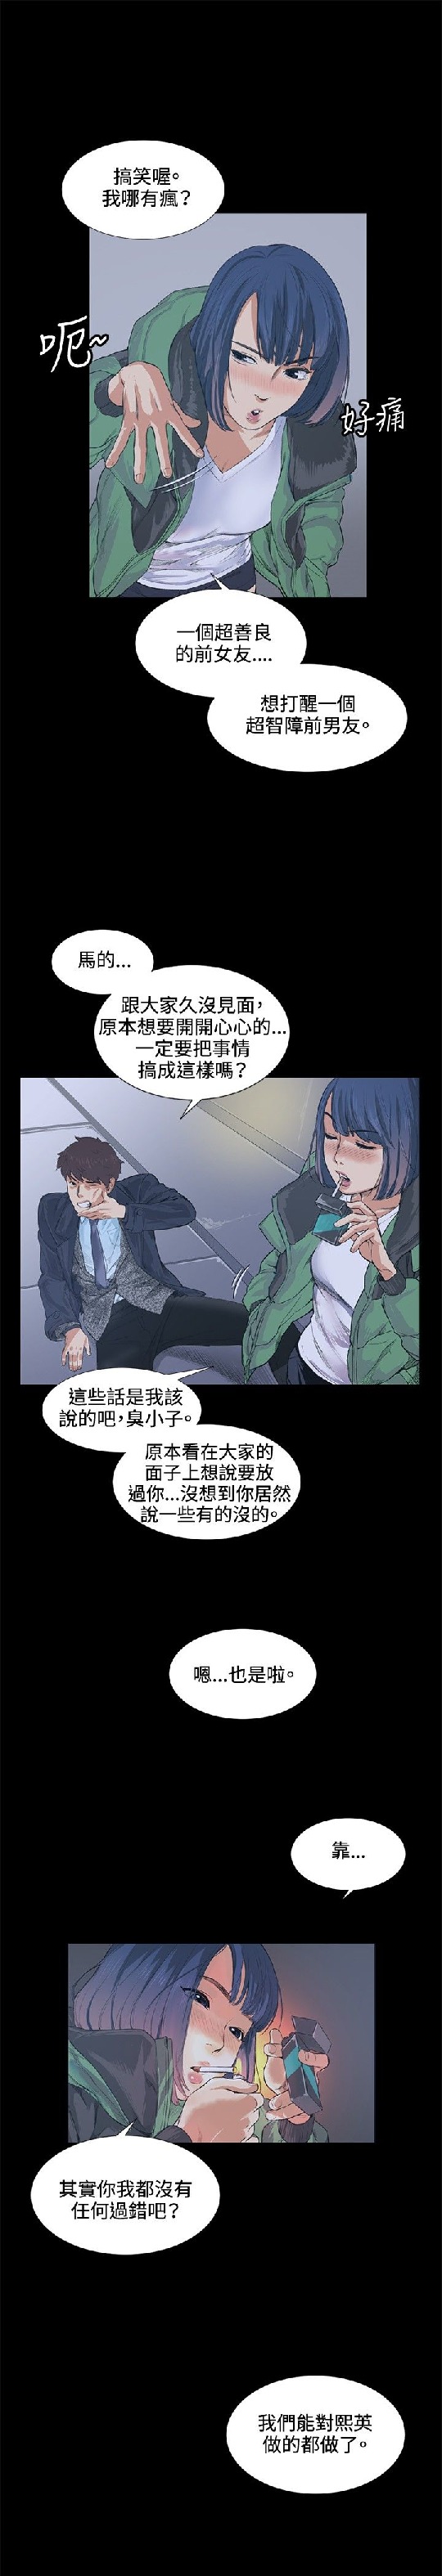 搞笑喔。
我哪有瘋？
呃~
好痛
一個超善良
的前女友....
想打醒一個
超智障前男友。
馬的...
跟大家久沒見面，
原本想要開開心心的...
一定要把事情
搞成這樣嗎？
這些話是我該
說的吧，臭小子。
原本看在大家的
面子上想說要放
過你...沒想到你居然
說一些有的沒的。
嗯...也是啦。
靠...
其實你我都沒有
任何過錯吧？
我們能對熙英
做的都做了。